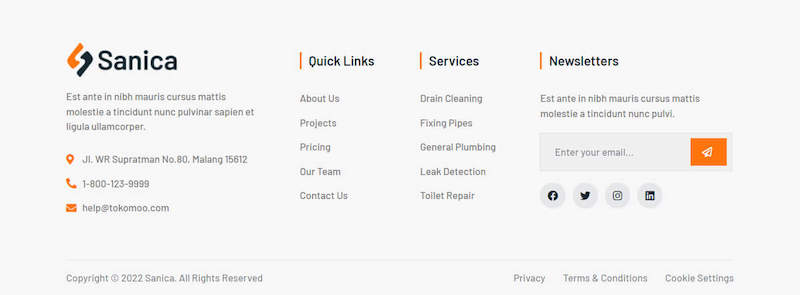 Sanica
Est ante in nibh mauris cursus mattis
molestie a tincidunt nunc pulvinar sapien et
ligula ullamcorper.
Jl. WR Supratman No.80, Malang 15612
1-800-123-9999
help@tokomoo.com
Quick Links
About Us
Projects
Pricing
Our Team
Contact Us
Services
Drain Cleaning
Fixing Pipes
General Plumbing
Leak Detection
Toilet Repair
Newsletters
Est ante in nibh mauris cursus mattis
molestie a tincidunt nunc pulvi.
Enter your email...
Copyright © 2022 Sanica. All Rights Reserved
Privacy Terms & Conditions Cookie Settings